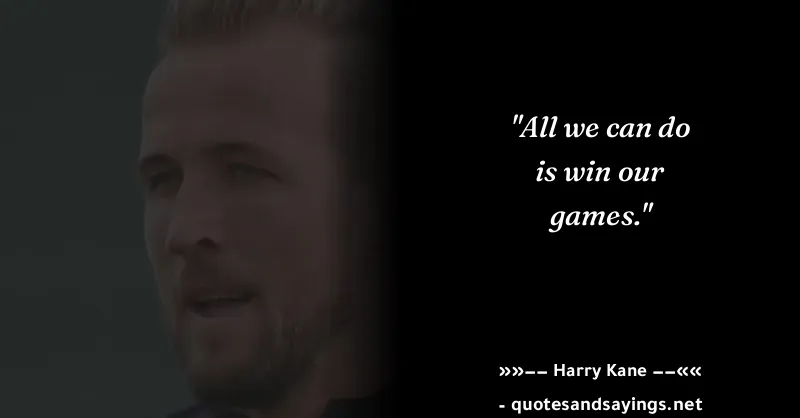 "All we can do
is win our
games."
»»–– Harry Kane ––««
- quotesandsayings.net